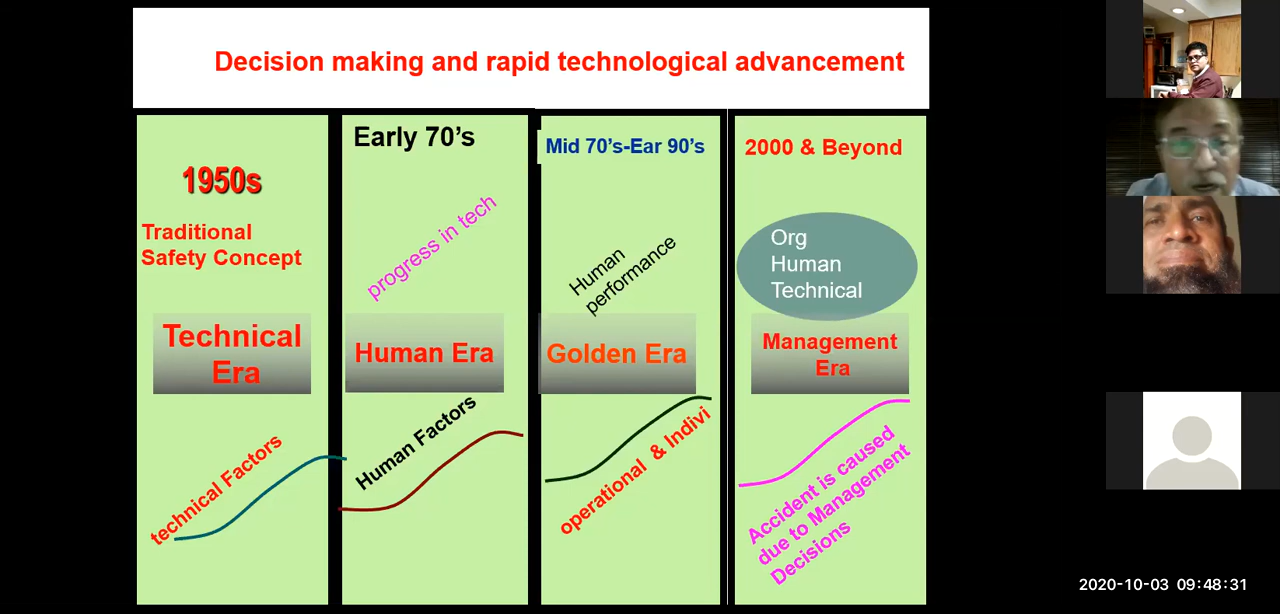 Decision making and rapid technological advancement
1950s
Traditional
Safety Concept
Technical
Era
technical Factors
Early 70’s
progress in tech
Human Era
Human Factors
Mid 70’s-Ear 90’s
Human
performance
Golden Era
operational & Indivi
2000 & Beyond
Org
Human
Technical
Management
Era
Accident is caused
due to Management
Decisions
2020-10-03 09:48:31